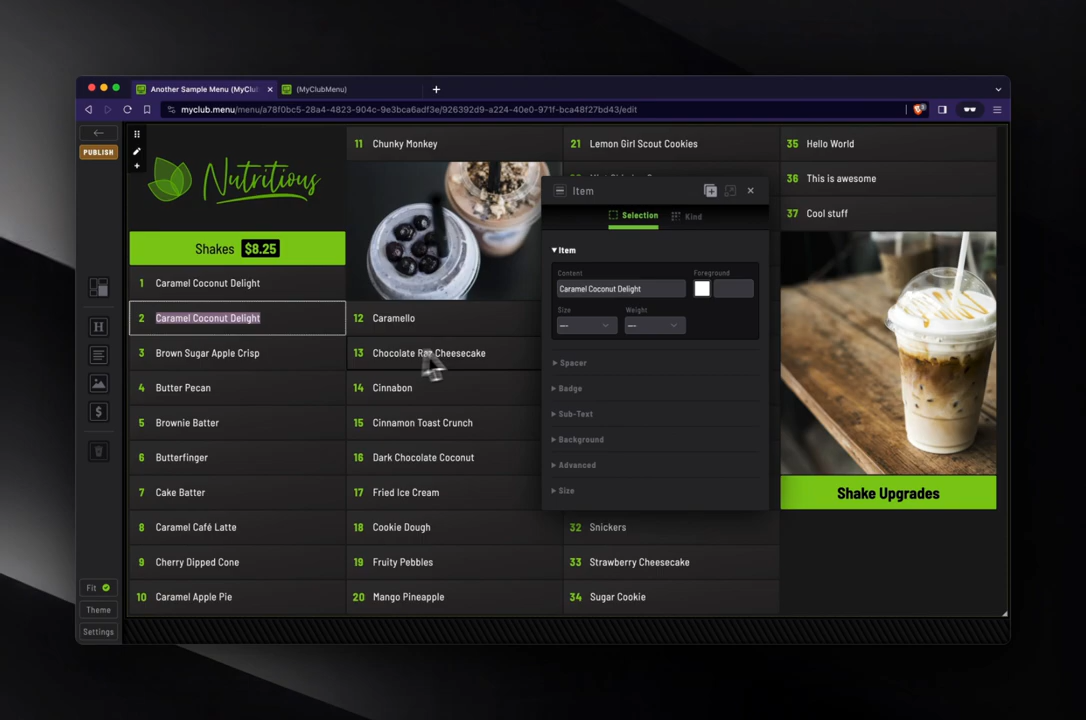 Another Sample Menu (MyClub
(MyClubMenu)
myclub.menu/menu/a78f0bc5-28a4-4823-904c-9e3bca6adf3e/926392d9-a224-40e0-971f-bca48f27bd43/edit
PUBLISH
H
$
Fit
Theme
Settings
Nutritious
Shakes $8.25
1 Caramel Coconut Delight
2 Caramel Coconut Delight
3 Brown Sugar Apple Crisp
4 Butter Pecan
5 Brownie Batter
6 Butterfinger
7 Cake Batter
8 Caramel Café Latte
9 Cherry Dipped Cone
10 Caramel Apple Pie
11 Chunky Monkey
12 Caramello
13 Chocolate Cheesecake
14 Cinnabon
15 Cinnamon Toast Crunch
16 Dark Chocolate Coconut
17 Fried Ice Cream
18 Cookie Dough
19 Fruity Pebbles
20 Mango Pineapple
21 Lemon Girl Scout Cookies
Item
Selection
Kind
Item
Content
Foreground
Caramel Coconut Delight
Size
Weight
Spacer
Badge
Sub-Text
Background
Advanced
Size
32 Snickers
33 Strawberry Cheesecake
34 Sugar Cookie
35 Hello World
36 This is awesome
37 Cool stuff
Shake Upgrades